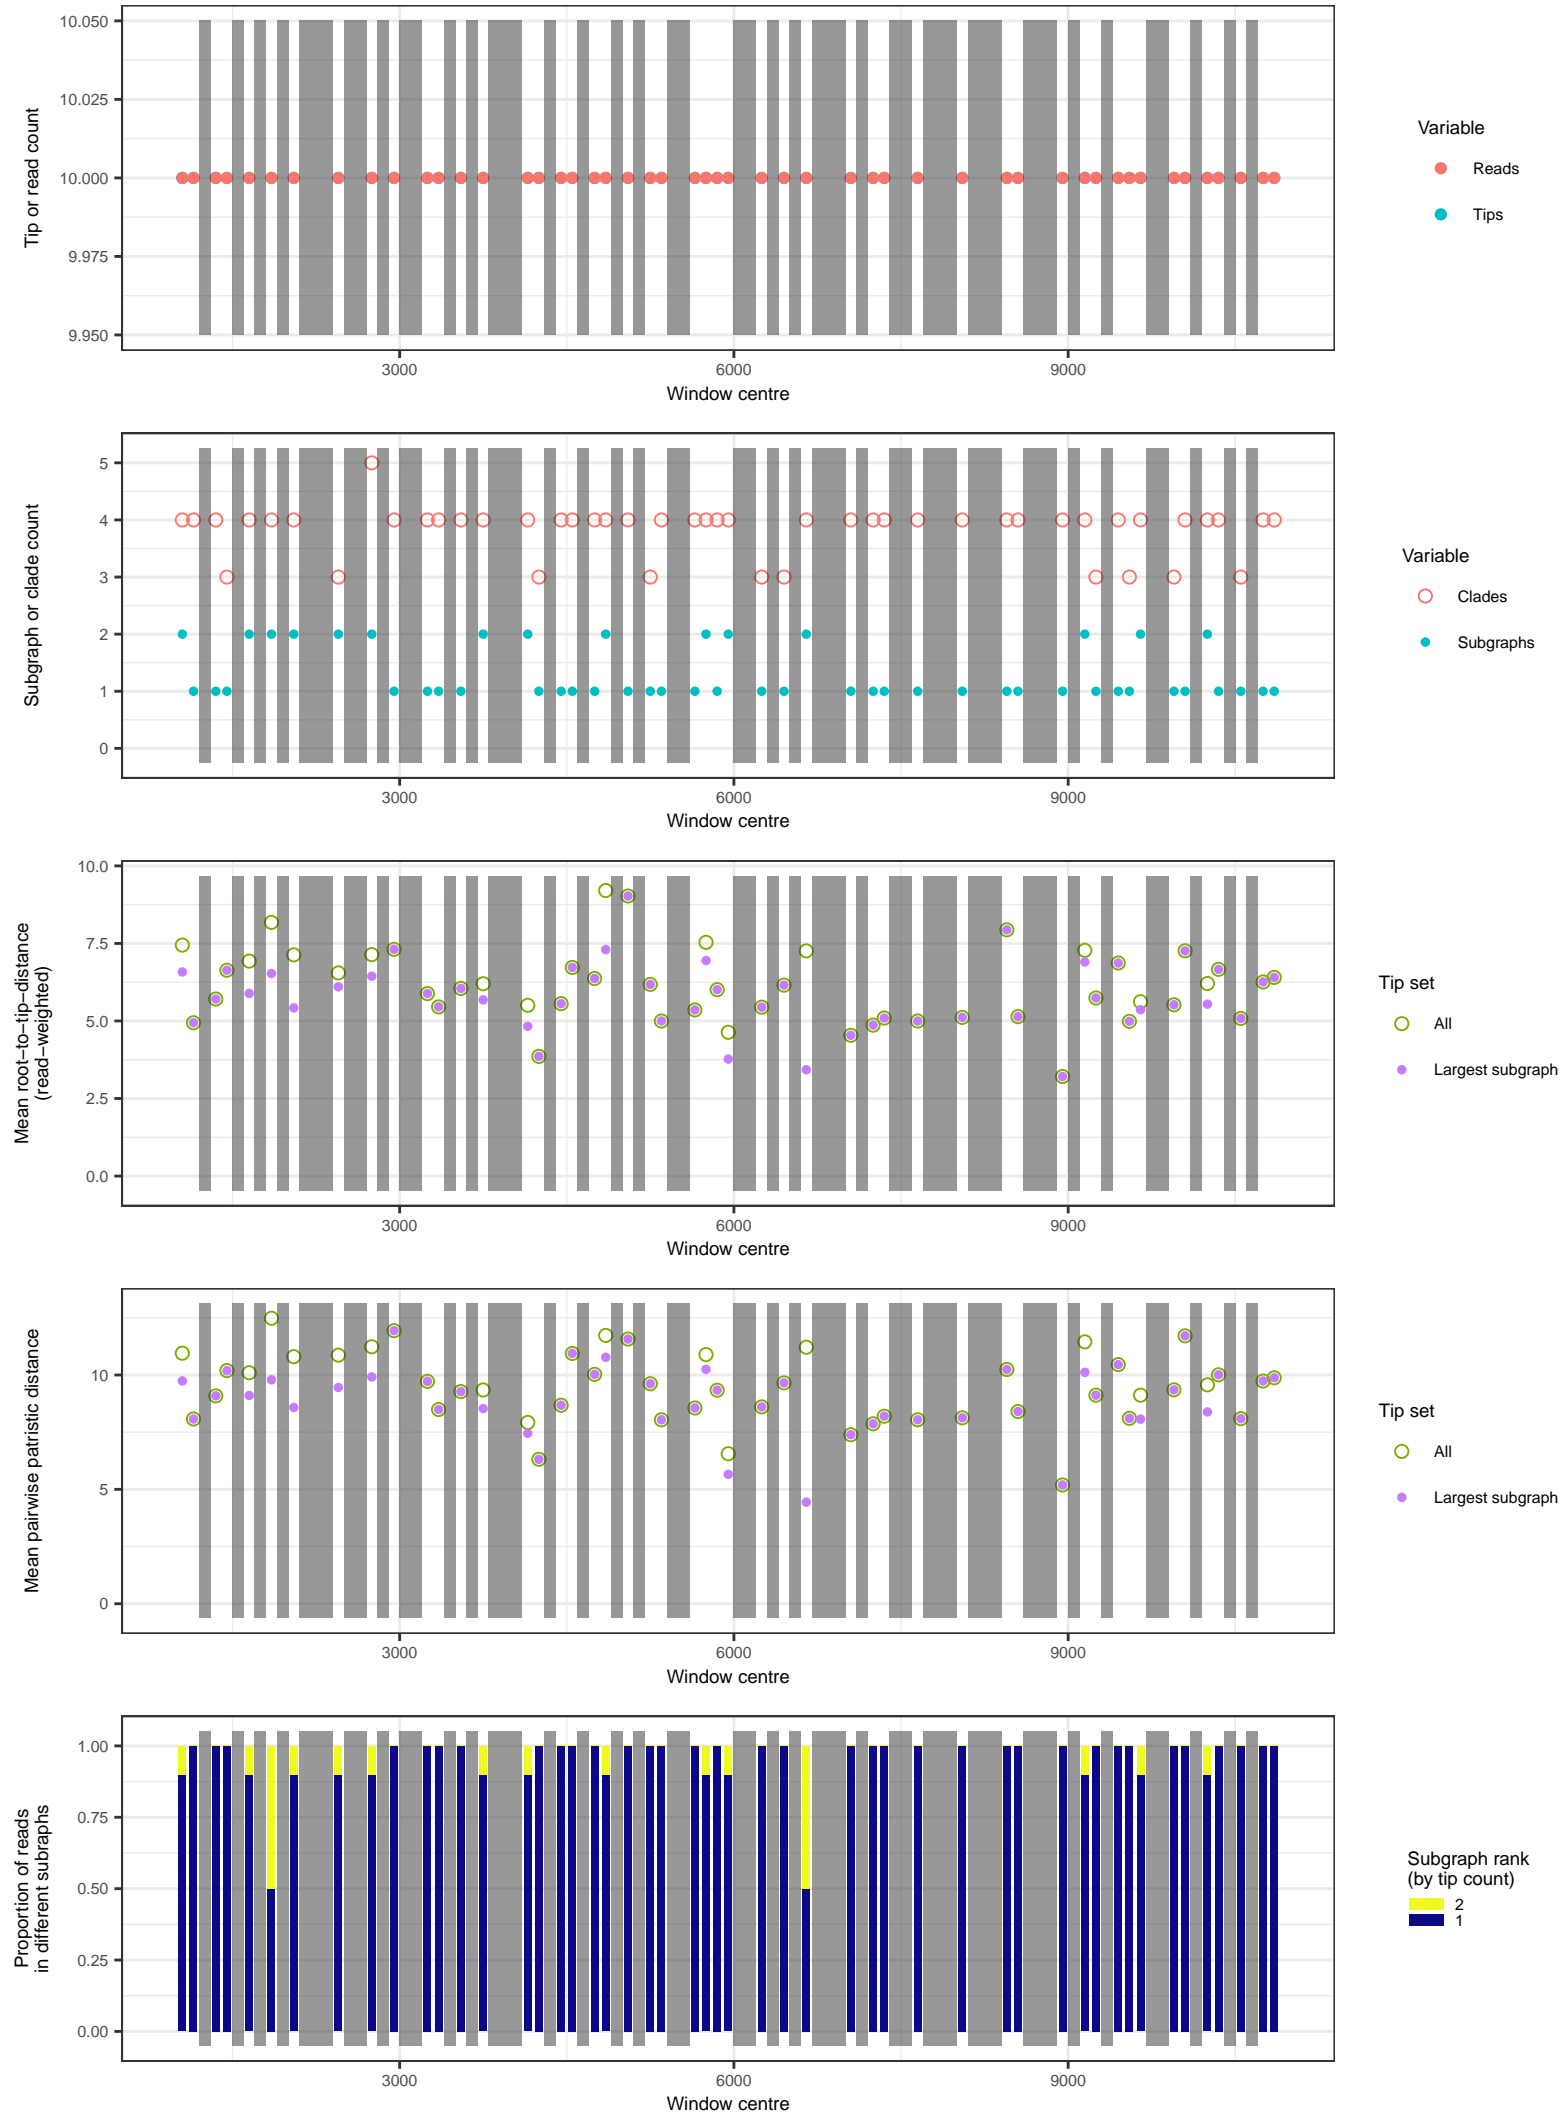 10.050
10.025
10.000
9.975
9.950
Tip or read count
3000
6000
9000
Window centre
Variable
Reads
Tips
5
4
3
2
1
0
Subgraph or clade count
3000
6000
9000
Window centre
Variable
Clades
Subgraphs
10.0
7.5
5.0
2.5
0.0
Mean root−to−tip−distance
(read−weighted)
3000
6000
9000
Window centre
Tip set
All
Largest subgraph
10
5
0
Mean pairwise patristic distance
3000
6000
9000
Window centre
Tip set
All
Largest subgraph
1.00
0.75
0.50
0.25
0.00
Proportion of reads
in different subraphs
3000
6000
9000
Window centre
Subgraph rank
(by tip count)
2
1